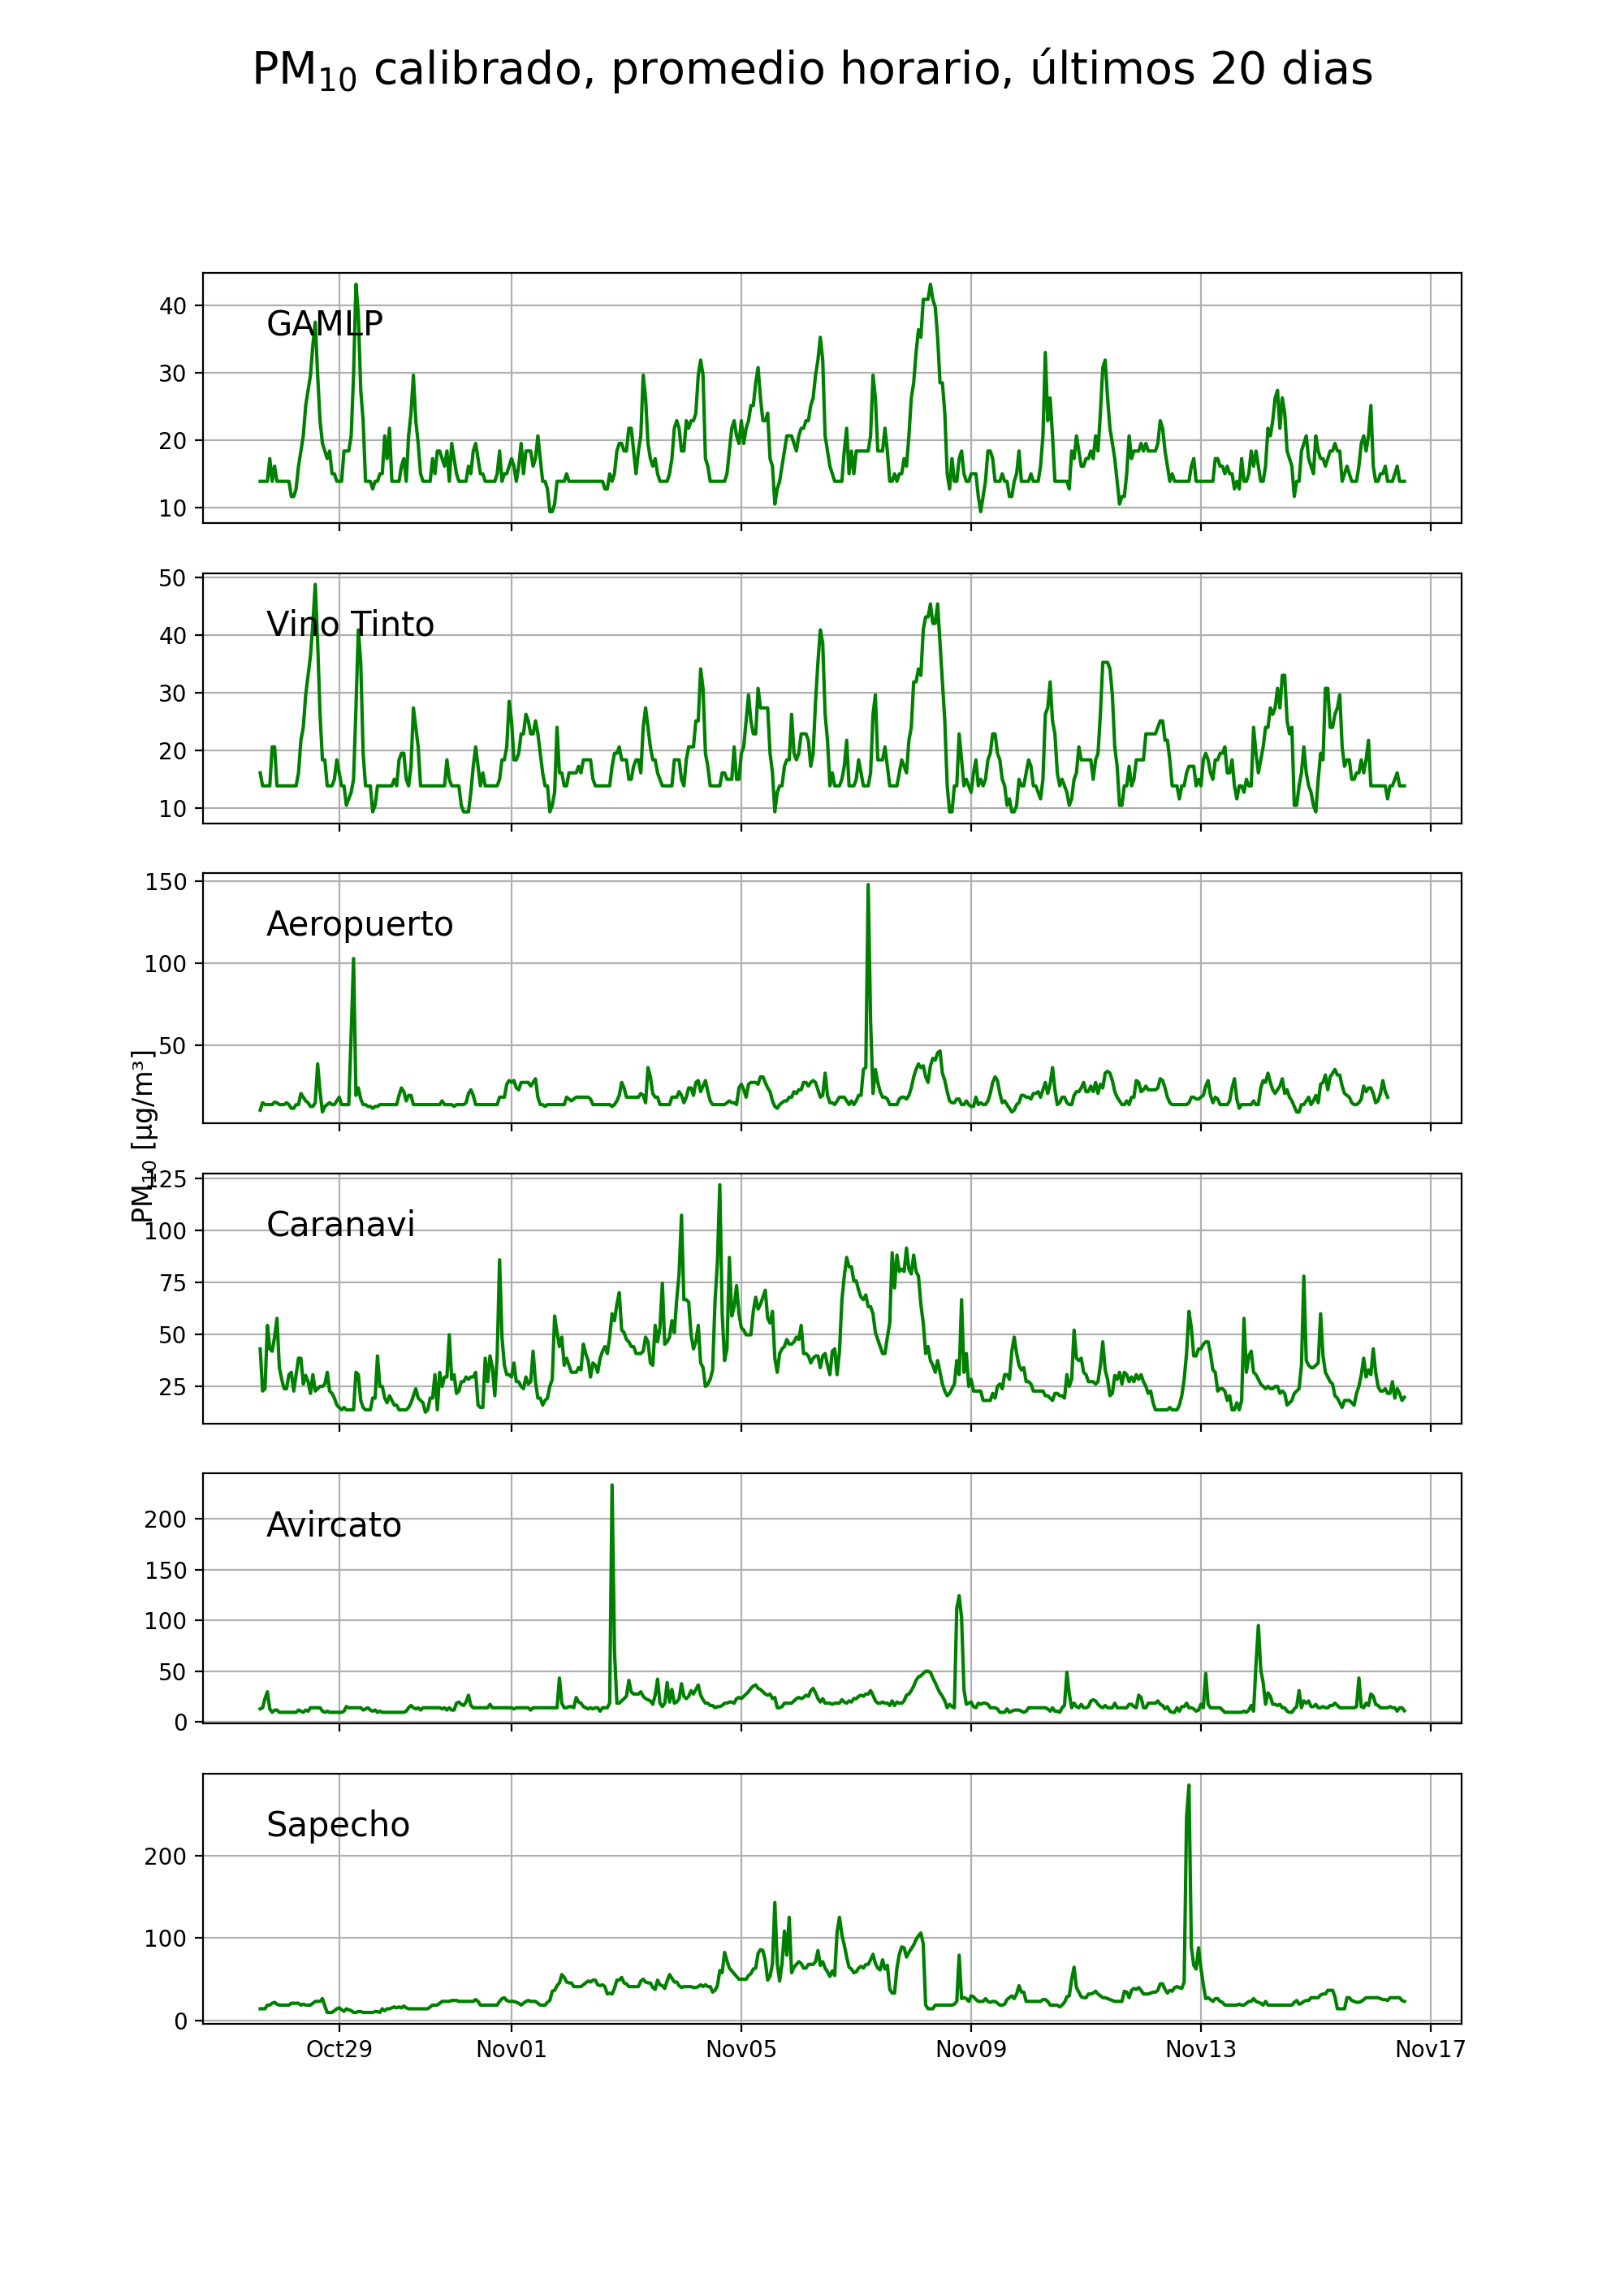 PM₁₀ calibrado, promedio horario, últimos 20 dias
GAMLP
40
30
20
10
Vino Tinto
50
40
30
20
10
Aeropuerto
150
100
50
PM₁₀ [µg/m³]
Caranavi
125
100
75
50
25
Avircato
200
150
100
50
0
Sapecho
200
100
0
Oct29 Nov01 Nov05 Nov09 Nov13 Nov17